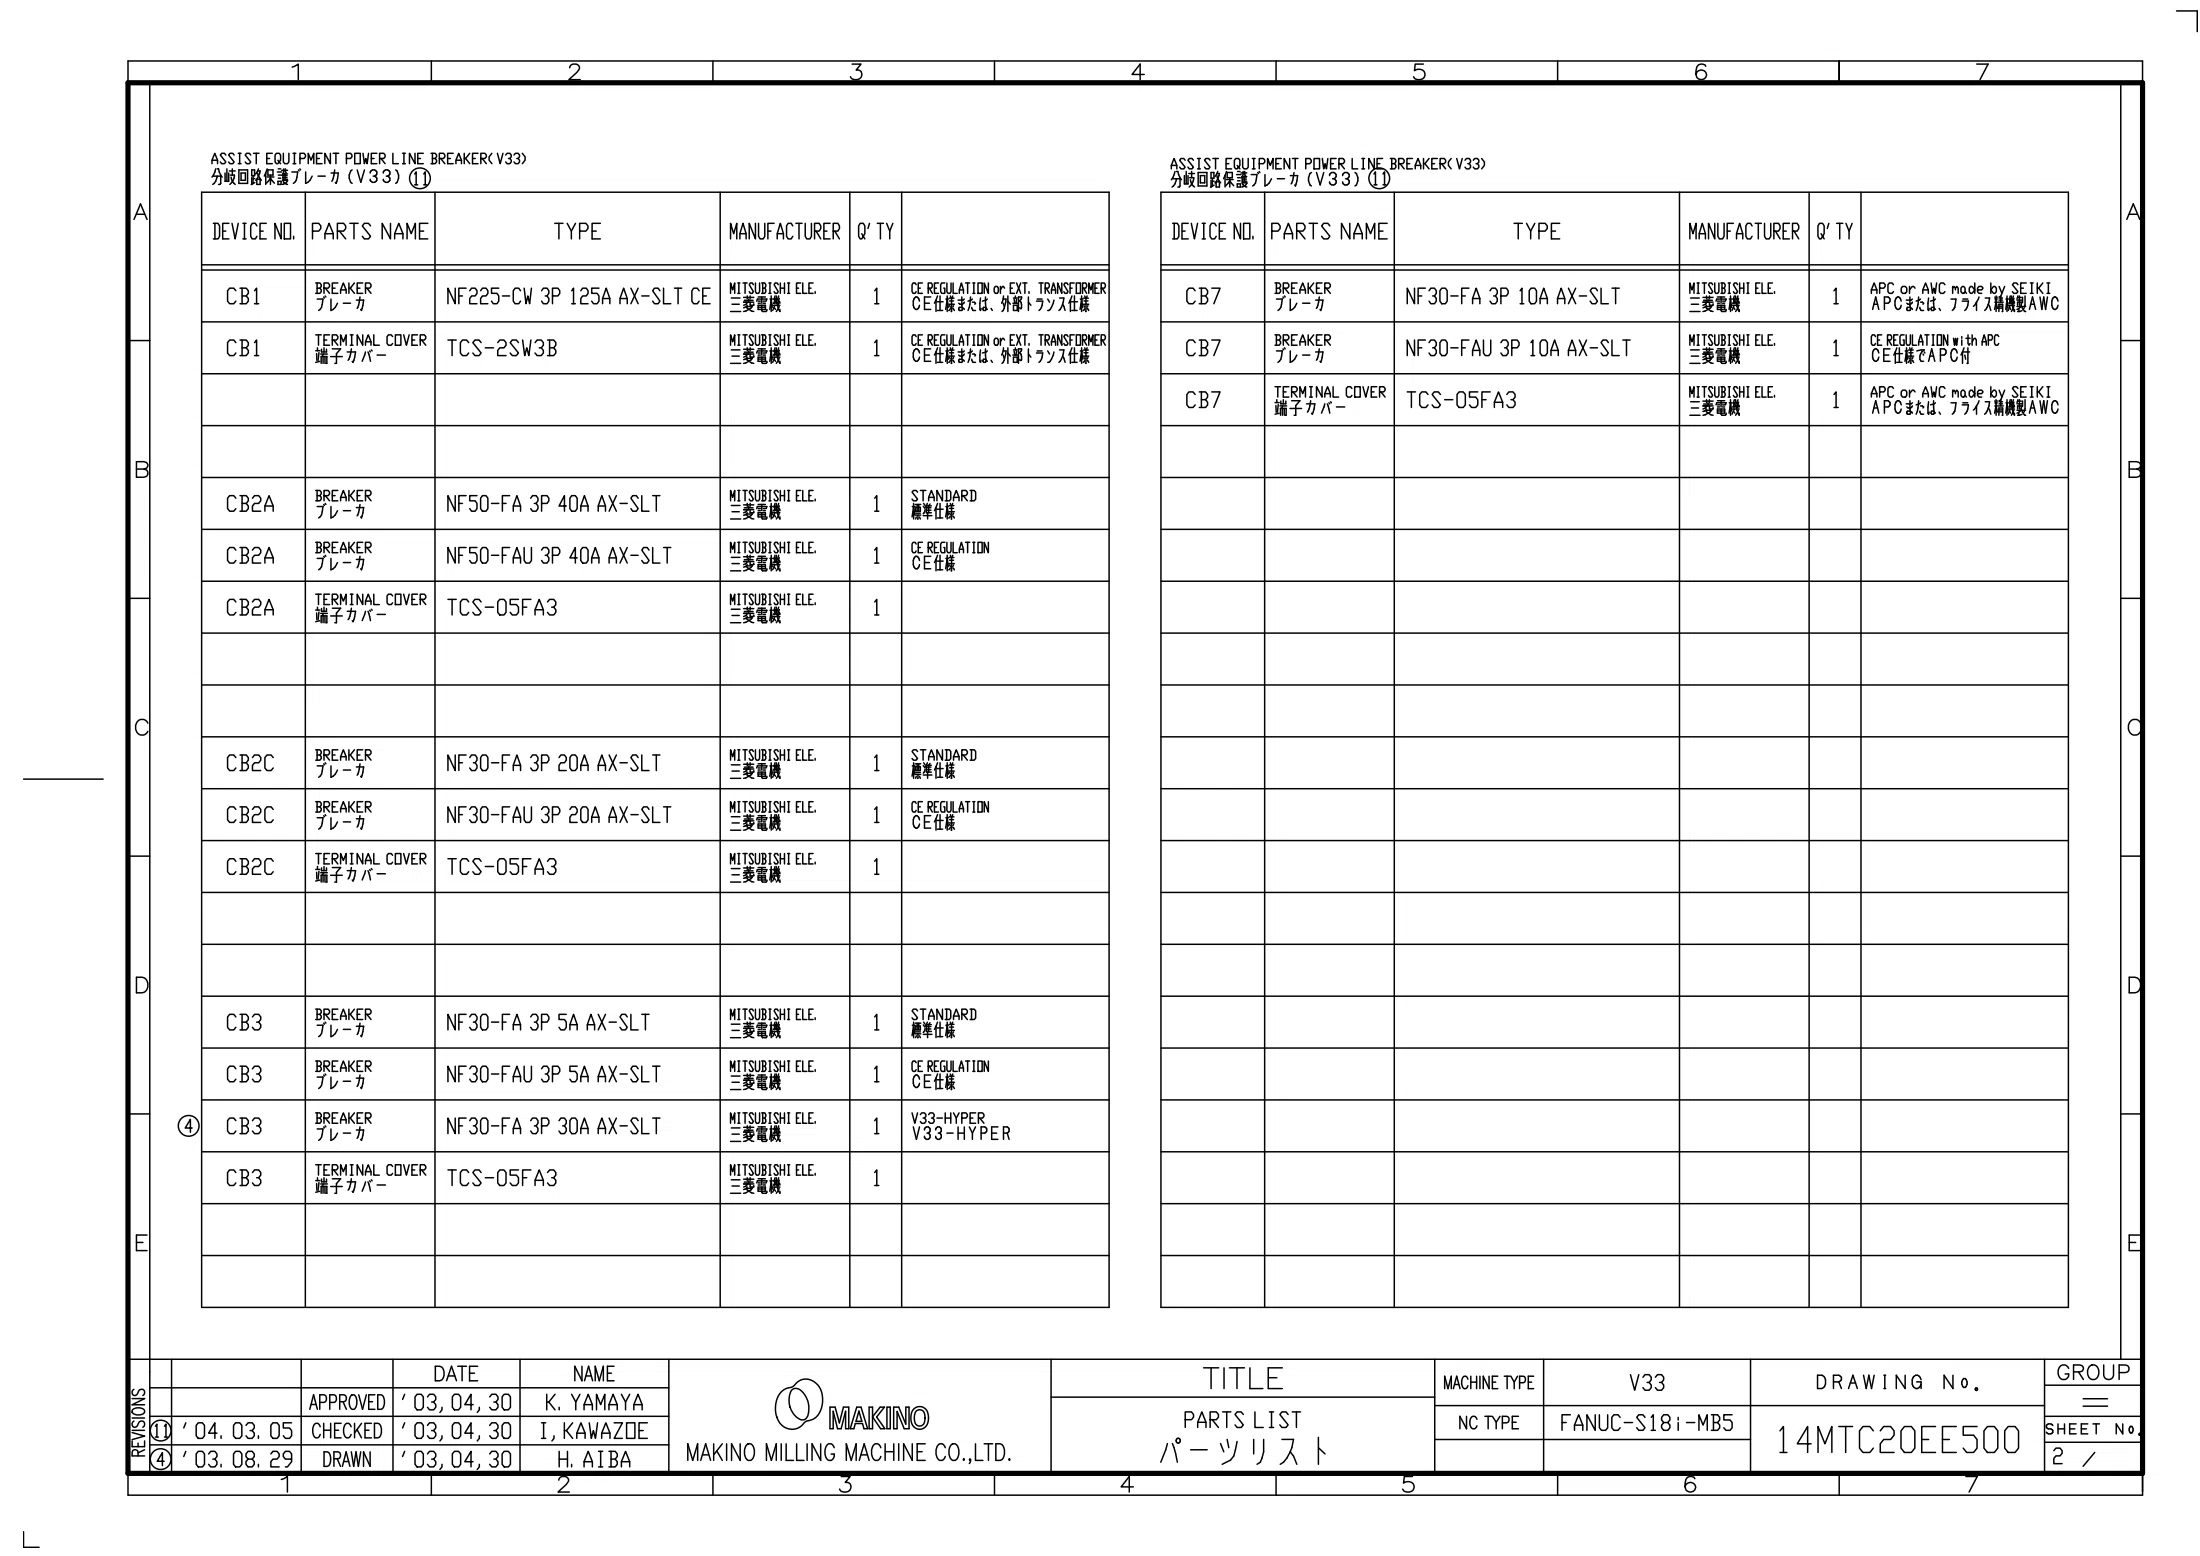 1 2 3 4 5 6 7
ASSIST EQUIPMENT POWER LINE BREAKER(V33)
分岐回路保護ブレーカ(V33) ⑪
DEVICE NO. PARTS NAME TYPE MANUFACTURER Q'TY
CB1 BREAKER NF225-CW 3P 125A AX-SLT CE MITSUBISHI ELE. 1 CE REGULATION or EXT. TRANSFORMER
ブレーカ 三菱電機 CE仕様または、外部トランス仕様
CB1 TERMINAL COVER TCS-2SW3B MITSUBISHI ELE. 1 CE REGULATION or EXT. TRANSFORMER
端子カバー 三菱電機 CE仕様または、外部トランス仕様
CB2A BREAKER NF50-FA 3P 40A AX-SLT MITSUBISHI ELE. 1 STANDARD
ブレーカ 三菱電機 標準仕様
CB2A BREAKER NF50-FAU 3P 40A AX-SLT MITSUBISHI ELE. 1 CE REGULATION
ブレーカ 三菱電機 CE仕様
CB2A TERMINAL COVER TCS-05FA3 MITSUBISHI ELE. 1
端子カバー 三菱電機
CB2C BREAKER NF30-FA 3P 20A AX-SLT MITSUBISHI ELE. 1 STANDARD
ブレーカ 三菱電機 標準仕様
CB2C BREAKER NF30-FAU 3P 20A AX-SLT MITSUBISHI ELE. 1 CE REGULATION
ブレーカ 三菱電機 CE仕様
CB2C TERMINAL COVER TCS-05FA3 MITSUBISHI ELE. 1
端子カバー 三菱電機
CB3 BREAKER NF30-FA 3P 5A AX-SLT MITSUBISHI ELE. 1 STANDARD
ブレーカ 三菱電機 標準仕様
CB3 BREAKER NF30-FAU 3P 5A AX-SLT MITSUBISHI ELE. 1 CE REGULATION
ブレーカ 三菱電機 CE仕様
④ CB3 BREAKER NF30-FA 3P 30A AX-SLT MITSUBISHI ELE. 1 V33-HYPER
ブレーカ 三菱電機 V33-HYPER
CB3 TERMINAL COVER TCS-05FA3 MITSUBISHI ELE. 1
端子カバー 三菱電機
ASSIST EQUIPMENT POWER LINE BREAKER(V33)
分岐回路保護ブレーカ(V33) ⑪
DEVICE NO. PARTS NAME TYPE MANUFACTURER Q'TY
CB7 BREAKER NF30-FA 3P 10A AX-SLT MITSUBISHI ELE. 1 APC or AWC made by SEIKI
ブレーカ 三菱電機 APCまたは、フライス精機製AWC
CB7 BREAKER NF30-FAU 3P 10A AX-SLT MITSUBISHI ELE. 1 CE REGULATION with APC
ブレーカ 三菱電機 CE仕様でAPC付
CB7 TERMINAL COVER TCS-05FA3 MITSUBISHI ELE. 1 APC or AWC made by SEIKI
端子カバー 三菱電機 APCまたは、フライス精機製AWC
A A
B B
C C
D D
E E
REVISIONS
⑪ '04. 03. 05
④ '03. 08. 29
DATE NAME
APPROVED '03,04,30 K. YAMAYA
CHECKED '03,04,30 I,KAWAZOE
DRAWN '03,04,30 H. AIBA
MAKINO
MAKINO MILLING MACHINE CO.,LTD.
TITLE
PARTS LIST
パーツリスト
MACHINE TYPE V33
NC TYPE FANUC-S18i-MB5
DRAWING No.
14MTC20EE500
GROUP
=
SHEET No.
2 /
1 2 3 4 5 6 7